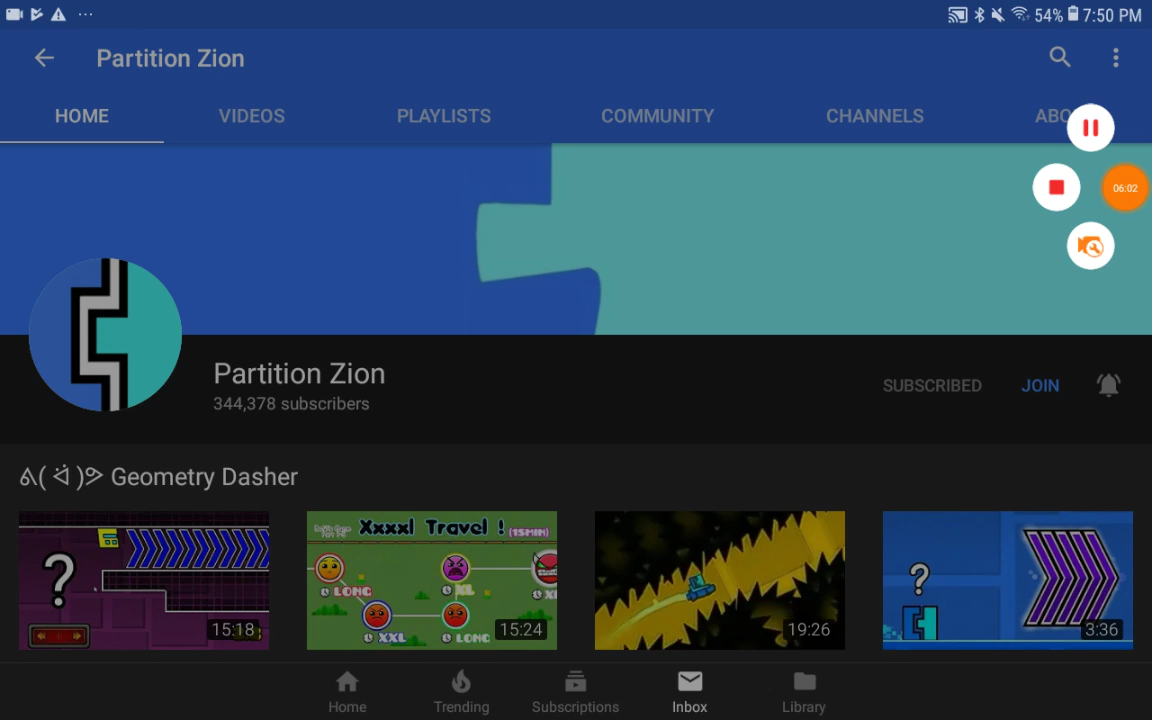 54% 7:50 PM
Partition Zion
HOME VIDEOS PLAYLISTS COMMUNITY CHANNELS ABO
06:02
Partition Zion
344,378 subscribers
SUBSCRIBED JOIN
ᕕ( ᐛ )ᕗ Geometry Dasher
?
15:18
Xxxxl Travel ! (15MIN)
LONG XL
XXL LONG
15:24
19:26
?
3:36
Home Trending Subscriptions Inbox Library